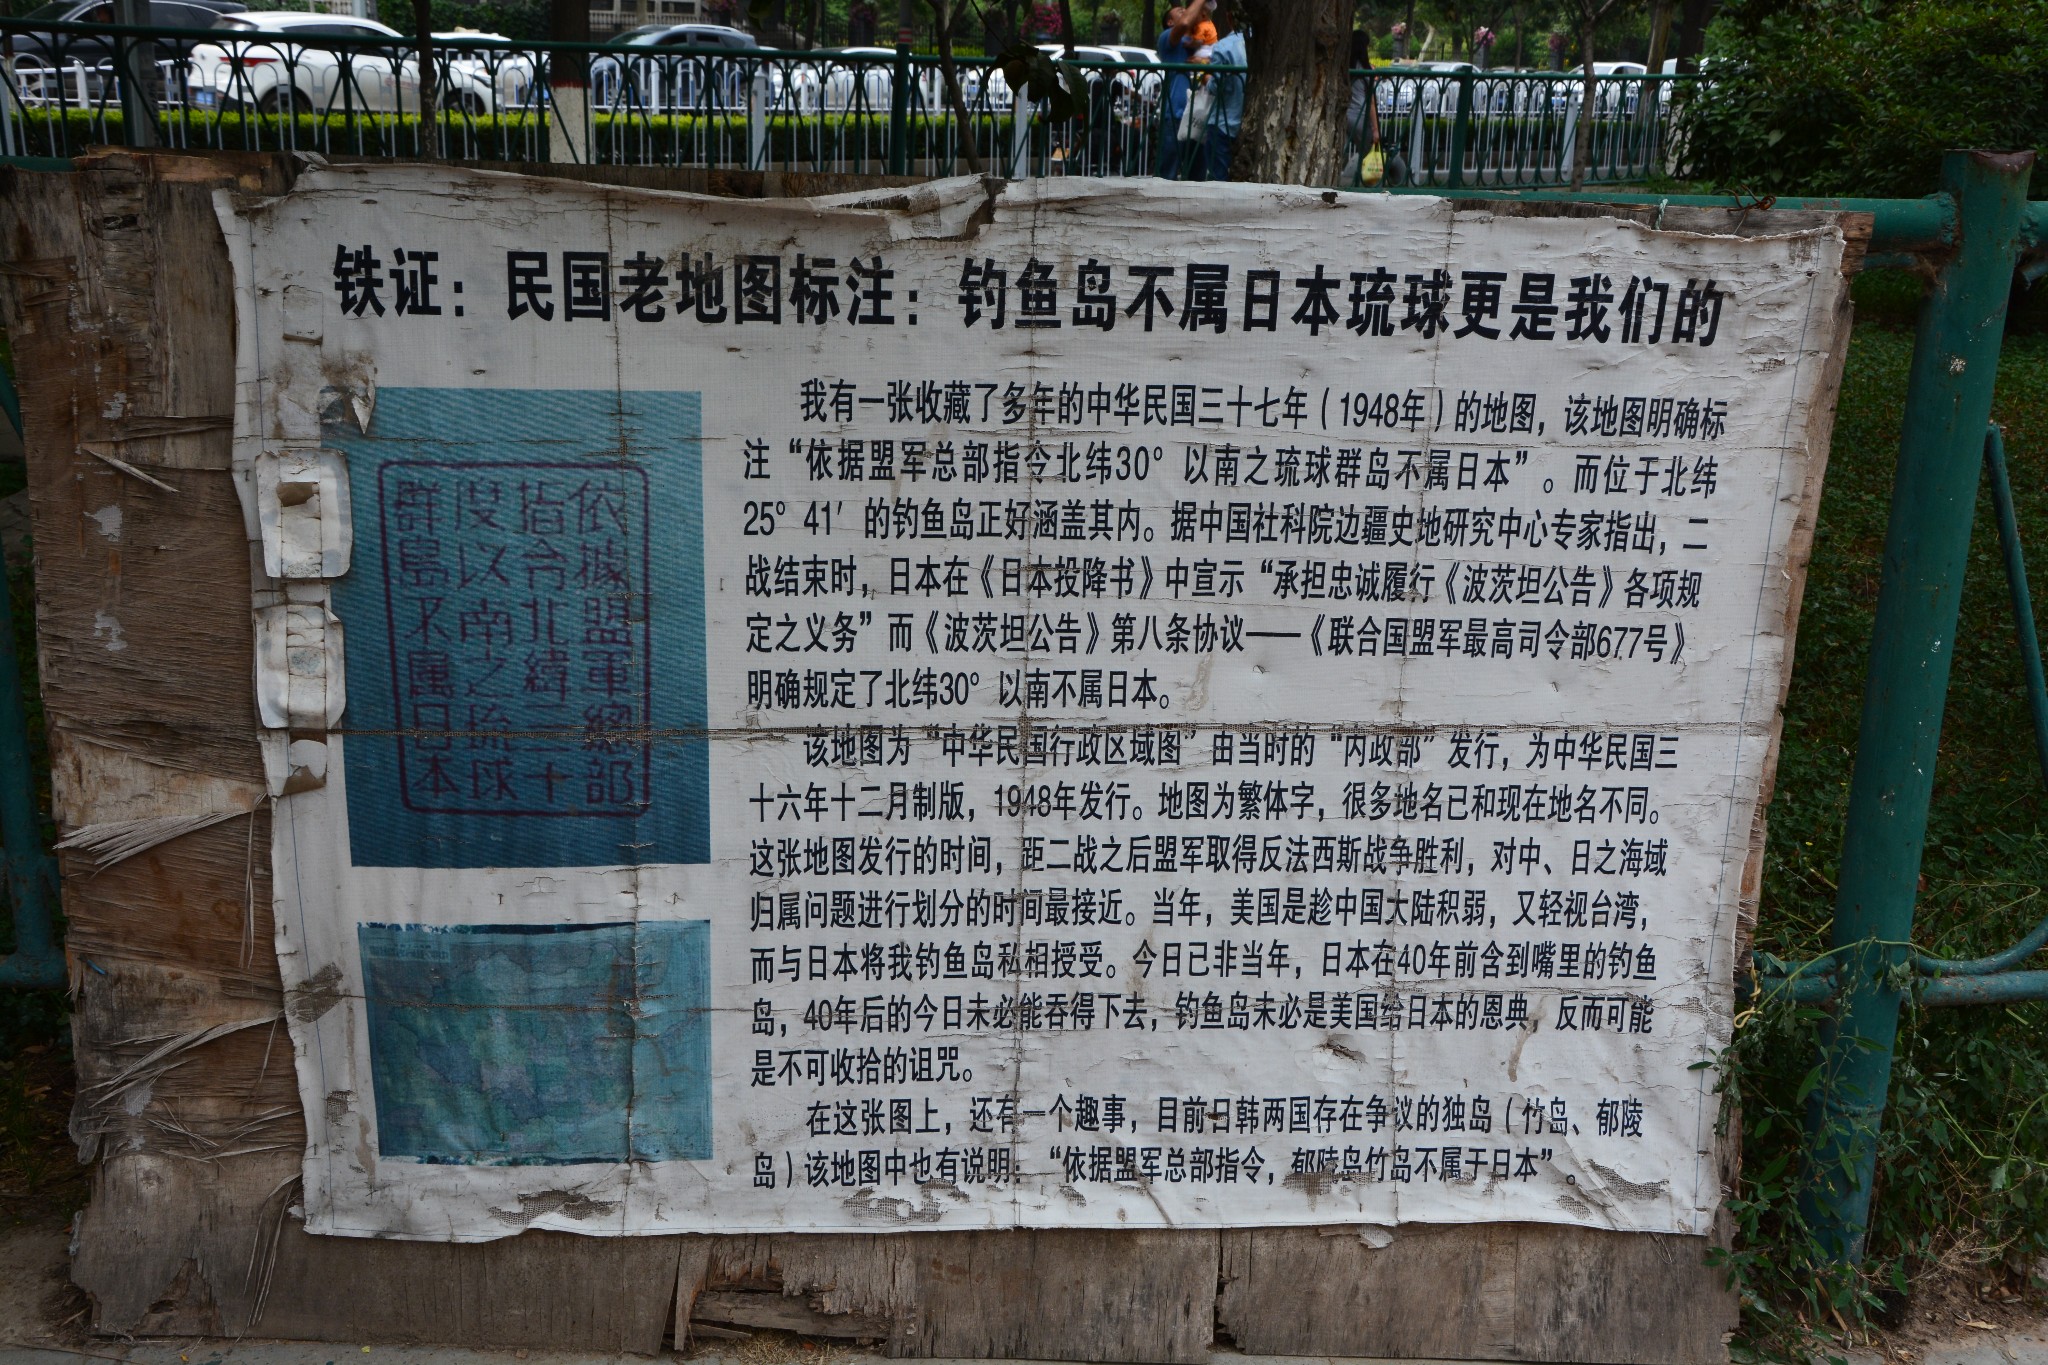 铁证：民国老地图标注：钓鱼岛不属日本琉球更是我们的
依據盟軍總部
指令北緯三十
度以南之琉球
群島不屬日本
我有一张收藏了多年的中华民国三十七年（1948年）的地图，该地图明确标
注“依据盟军总部指令北纬30°以南之琉球群岛不属日本”。而位于北纬
25°41′的钓鱼岛正好涵盖其内。据中国社科院边疆史地研究中心专家指出，二
战结束时，日本在《日本投降书》中宣示“承担忠诚履行《波茨坦公告》各项规
定之义务”而《波茨坦公告》第八条协议——《联合国盟军最高司令部677号》
明确规定了北纬30°以南不属日本。
该地图为“中华民国行政区域图”由当时的“内政部”发行，为中华民国三
十六年十二月制版，1948年发行。地图为繁体字，很多地名已和现在地名不同。
这张地图发行的时间，距二战之后盟军取得反法西斯战争胜利，对中、日之海域
归属问题进行划分的时间最接近。当年，美国是趁中国大陆积弱，又轻视台湾，
而与日本将我钓鱼岛私相授受。今日已非当年，日本在40年前含到嘴里的钓鱼
岛，40年后的今日未必能吞得下去，钓鱼岛未必是美国给日本的恩典，反而可能
是不可收拾的诅咒。
在这张图上，还有一个趣事，目前日韩两国存在争议的独岛（竹岛、郁陵
岛）该地图中也有说明：“依据盟军总部指令，郁陵岛竹岛不属于日本”。